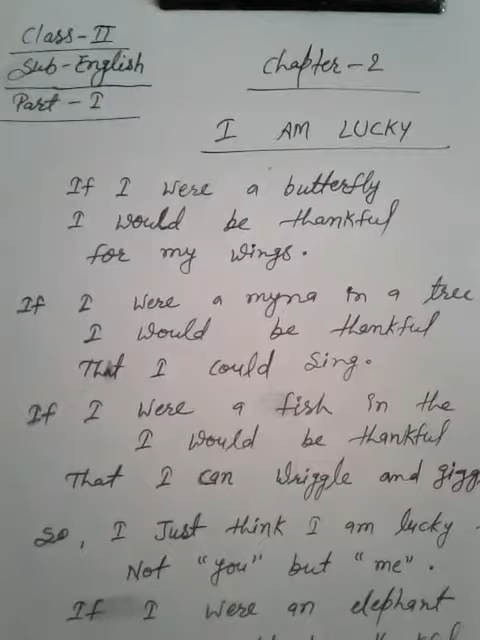 Class-II
Sub-English
Part-I
Chapter-2
I AM LUCKY
If I were a butterfly
I would be thankful
for my wings.
If I were a myna in a tree
I would be thankful
That I could sing.
If I were a fish in the
I would be thankful
That I can wriggle and gigg
So, I Just think I am lucky
Not "you" but "me".
If I were an elephant